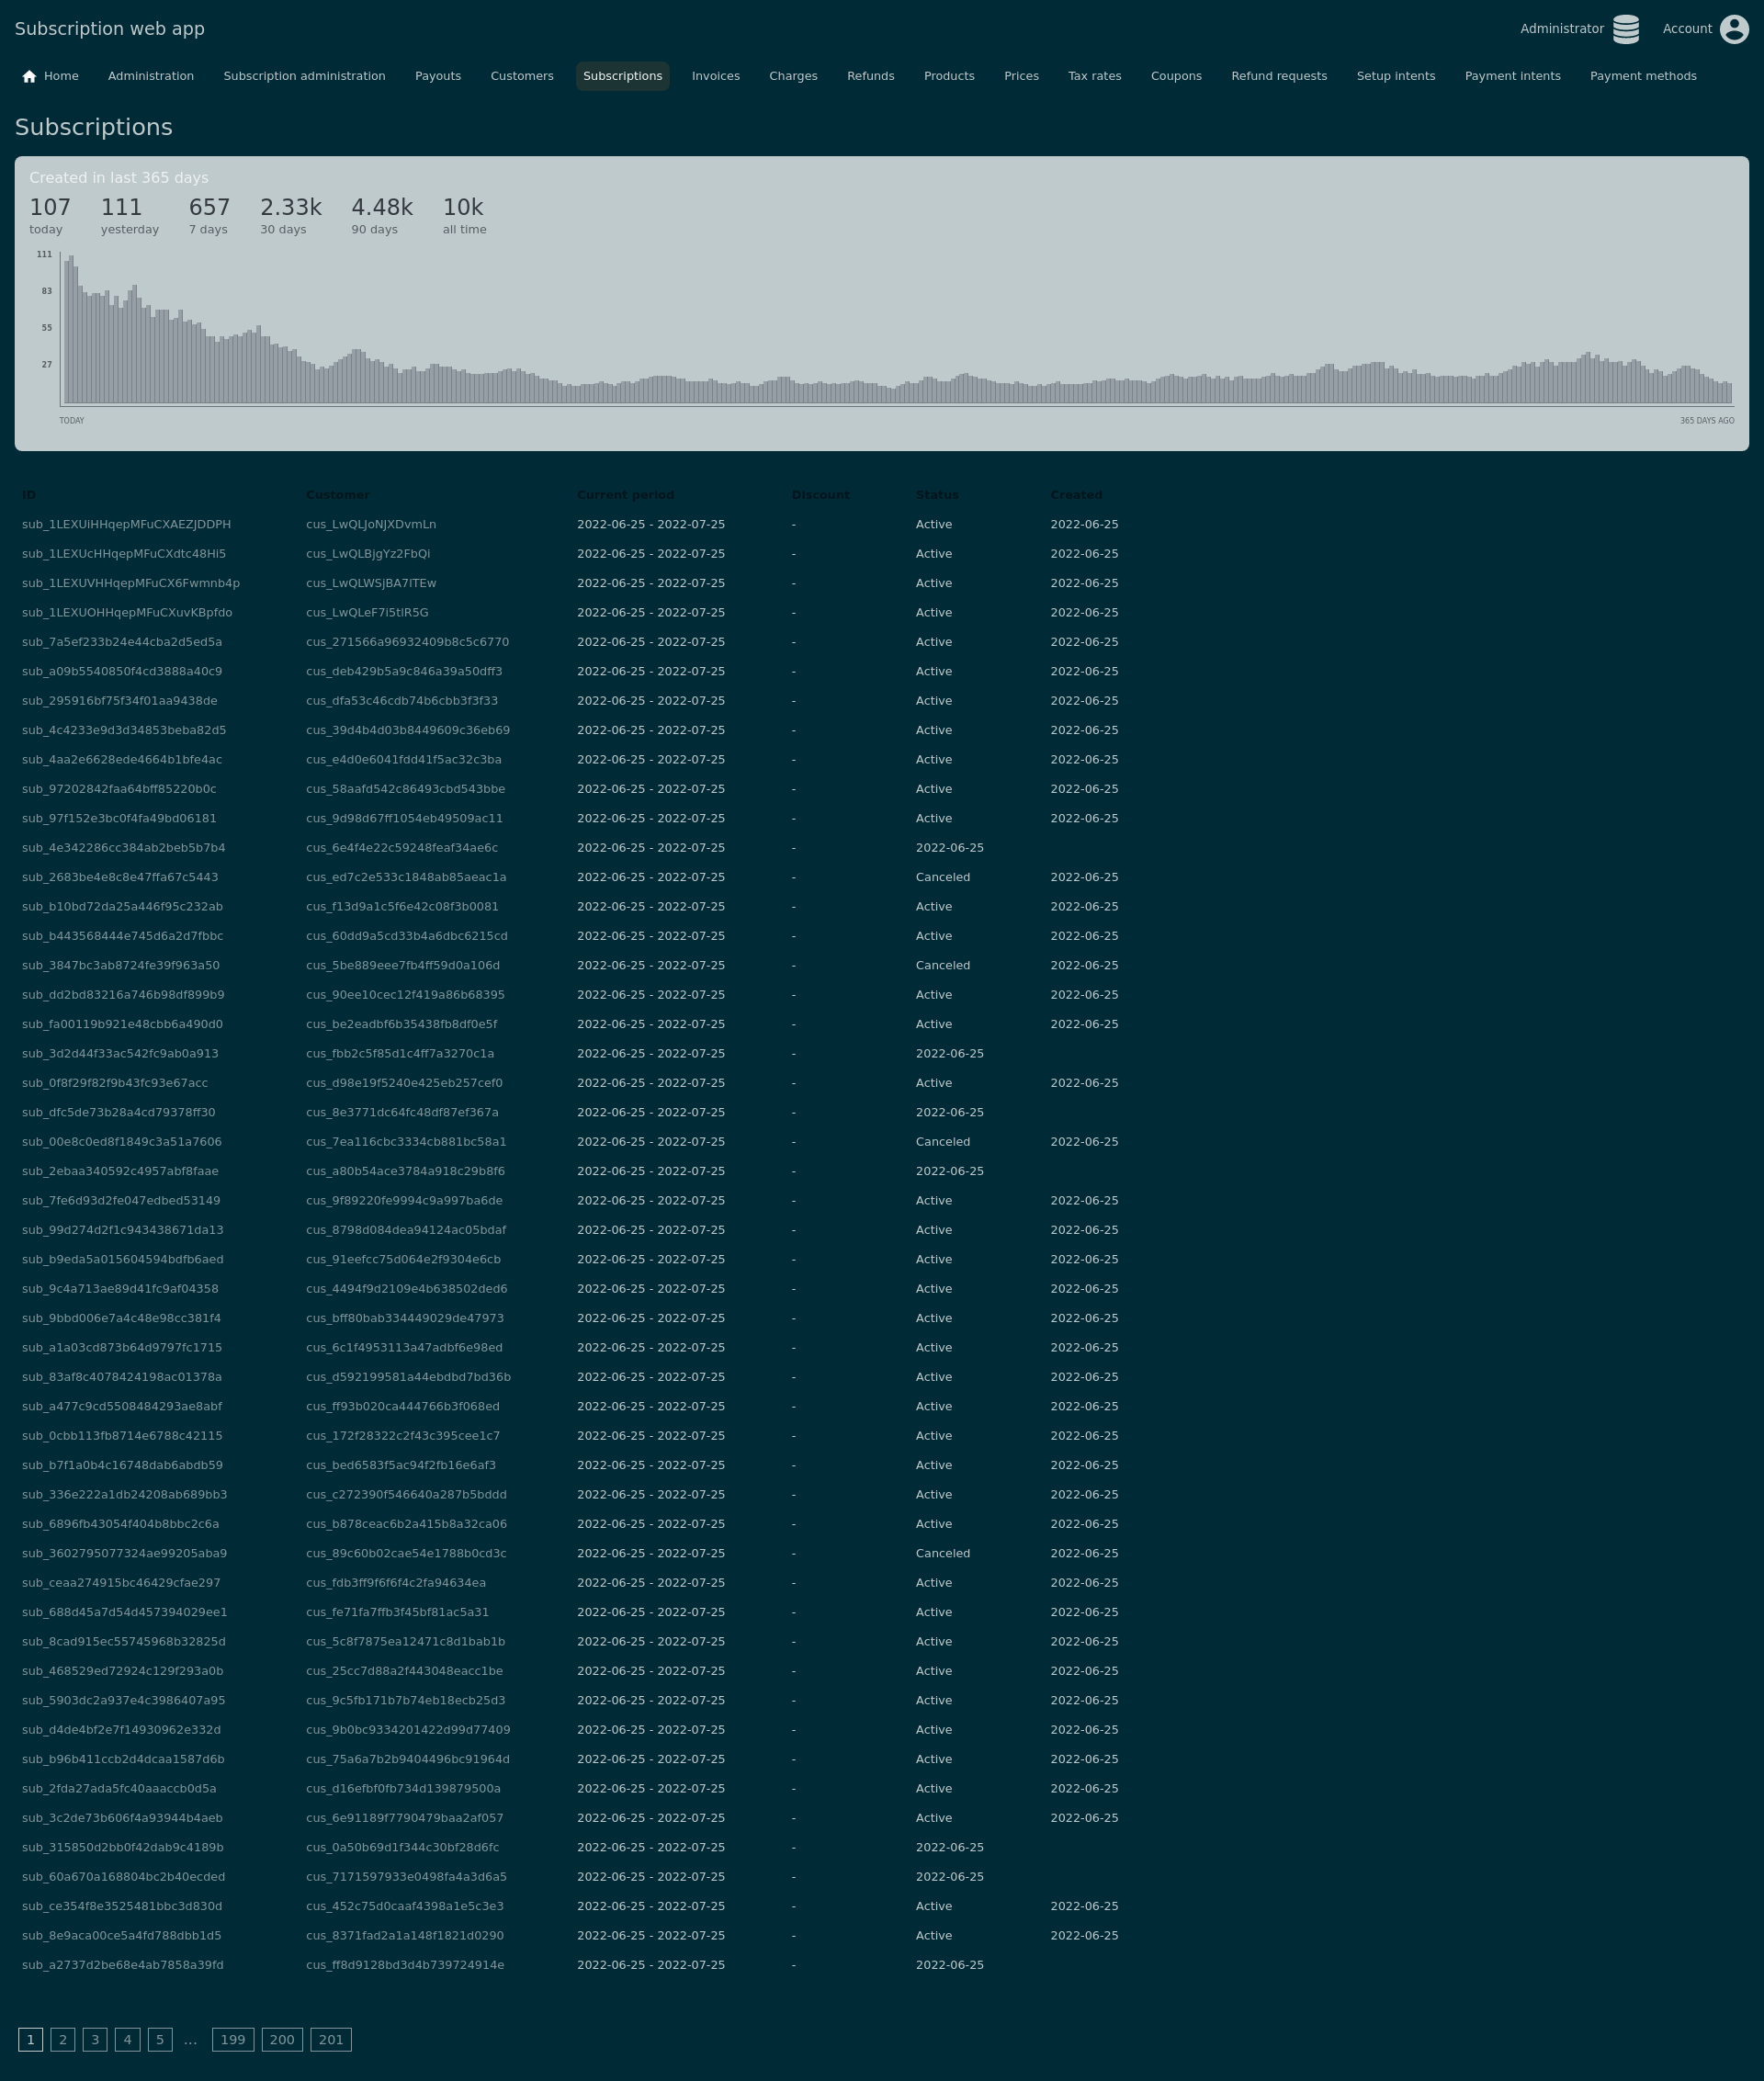 Subscription web app
Administrator Account
Home Administration Subscription administration Payouts Customers Subscriptions Invoices Charges Refunds Products Prices Tax rates Coupons Refund requests Setup intents Payment intents Payment methods
Subscriptions
Created in last 365 days
107 111 657 2.33k 4.48k 10k
today yesterday 7 days 30 days 90 days all time
111
83
55
27
TODAY 365 DAYS AGO
ID Customer Current period Discount Status Created
sub_1LEXUiHHqepMFuCXAEZJDDPH cus_LwQLJoNJXDvmLn 2022-06-25 - 2022-07-25 - Active 2022-06-25
sub_1LEXUcHHqepMFuCXdtc48Hi5 cus_LwQLBjgYz2FbQi 2022-06-25 - 2022-07-25 - Active 2022-06-25
sub_1LEXUVHHqepMFuCX6Fwmnb4p cus_LwQLWSjBA7ITEw 2022-06-25 - 2022-07-25 - Active 2022-06-25
sub_1LEXUOHHqepMFuCXuvKBpfdo cus_LwQLeF7i5tIR5G 2022-06-25 - 2022-07-25 - Active 2022-06-25
sub_7a5ef233b24e44cba2d5ed5a cus_271566a96932409b8c5c6770 2022-06-25 - 2022-07-25 - Active 2022-06-25
sub_a09b5540850f4cd3888a40c9 cus_deb429b5a9c846a39a50dff3 2022-06-25 - 2022-07-25 - Active 2022-06-25
sub_295916bf75f34f01aa9438de cus_dfa53c46cdb74b6cbb3f3f33 2022-06-25 - 2022-07-25 - Active 2022-06-25
sub_4c4233e9d3d34853beba82d5 cus_39d4b4d03b8449609c36eb69 2022-06-25 - 2022-07-25 - Active 2022-06-25
sub_4aa2e6628ede4664b1bfe4ac cus_e4d0e6041fdd41f5ac32c3ba 2022-06-25 - 2022-07-25 - Active 2022-06-25
sub_97202842faa64bff85220b0c cus_58aafd542c86493cbd543bbe 2022-06-25 - 2022-07-25 - Active 2022-06-25
sub_97f152e3bc0f4fa49bd06181 cus_9d98d67ff1054eb49509ac11 2022-06-25 - 2022-07-25 - Active 2022-06-25
sub_4e342286cc384ab2beb5b7b4 cus_6e4f4e22c59248feaf34ae6c 2022-06-25 - 2022-07-25 - 2022-06-25
sub_2683be4e8c8e47ffa67c5443 cus_ed7c2e533c1848ab85aeac1a 2022-06-25 - 2022-07-25 - Canceled 2022-06-25
sub_b10bd72da25a446f95c232ab cus_f13d9a1c5f6e42c08f3b0081 2022-06-25 - 2022-07-25 - Active 2022-06-25
sub_b443568444e745d6a2d7fbbc cus_60dd9a5cd33b4a6dbc6215cd 2022-06-25 - 2022-07-25 - Active 2022-06-25
sub_3847bc3ab8724fe39f963a50 cus_5be889eee7fb4ff59d0a106d 2022-06-25 - 2022-07-25 - Canceled 2022-06-25
sub_dd2bd83216a746b98df899b9 cus_90ee10cec12f419a86b68395 2022-06-25 - 2022-07-25 - Active 2022-06-25
sub_fa00119b921e48cbb6a490d0 cus_be2eadbf6b35438fb8df0e5f 2022-06-25 - 2022-07-25 - Active 2022-06-25
sub_3d2d44f33ac542fc9ab0a913 cus_fbb2c5f85d1c4ff7a3270c1a 2022-06-25 - 2022-07-25 - 2022-06-25
sub_0f8f29f82f9b43fc93e67acc cus_d98e19f5240e425eb257cef0 2022-06-25 - 2022-07-25 - Active 2022-06-25
sub_dfc5de73b28a4cd79378ff30 cus_8e3771dc64fc48df87ef367a 2022-06-25 - 2022-07-25 - 2022-06-25
sub_00e8c0ed8f1849c3a51a7606 cus_7ea116cbc3334cb881bc58a1 2022-06-25 - 2022-07-25 - Canceled 2022-06-25
sub_2ebaa340592c4957abf8faae cus_a80b54ace3784a918c29b8f6 2022-06-25 - 2022-07-25 - 2022-06-25
sub_7fe6d93d2fe047edbed53149 cus_9f89220fe9994c9a997ba6de 2022-06-25 - 2022-07-25 - Active 2022-06-25
sub_99d274d2f1c943438671da13 cus_8798d084dea94124ac05bdaf 2022-06-25 - 2022-07-25 - Active 2022-06-25
sub_b9eda5a015604594bdfb6aed cus_91eefcc75d064e2f9304e6cb 2022-06-25 - 2022-07-25 - Active 2022-06-25
sub_9c4a713ae89d41fc9af04358 cus_4494f9d2109e4b638502ded6 2022-06-25 - 2022-07-25 - Active 2022-06-25
sub_9bbd006e7a4c48e98cc381f4 cus_bff80bab334449029de47973 2022-06-25 - 2022-07-25 - Active 2022-06-25
sub_a1a03cd873b64d9797fc1715 cus_6c1f4953113a47adbf6e98ed 2022-06-25 - 2022-07-25 - Active 2022-06-25
sub_83af8c4078424198ac01378a cus_d592199581a44ebdbd7bd36b 2022-06-25 - 2022-07-25 - Active 2022-06-25
sub_a477c9cd5508484293ae8abf cus_ff93b020ca444766b3f068ed 2022-06-25 - 2022-07-25 - Active 2022-06-25
sub_0cbb113fb8714e6788c42115 cus_172f28322c2f43c395cee1c7 2022-06-25 - 2022-07-25 - Active 2022-06-25
sub_b7f1a0b4c16748dab6abdb59 cus_bed6583f5ac94f2fb16e6af3 2022-06-25 - 2022-07-25 - Active 2022-06-25
sub_336e222a1db24208ab689bb3 cus_c272390f546640a287b5bddd 2022-06-25 - 2022-07-25 - Active 2022-06-25
sub_6896fb43054f404b8bbc2c6a cus_b878ceac6b2a415b8a32ca06 2022-06-25 - 2022-07-25 - Active 2022-06-25
sub_3602795077324ae99205aba9 cus_89c60b02cae54e1788b0cd3c 2022-06-25 - 2022-07-25 - Canceled 2022-06-25
sub_ceaa274915bc46429cfae297 cus_fdb3ff9f6f6f4c2fa94634ea 2022-06-25 - 2022-07-25 - Active 2022-06-25
sub_688d45a7d54d457394029ee1 cus_fe71fa7ffb3f45bf81ac5a31 2022-06-25 - 2022-07-25 - Active 2022-06-25
sub_8cad915ec55745968b32825d cus_5c8f7875ea12471c8d1bab1b 2022-06-25 - 2022-07-25 - Active 2022-06-25
sub_468529ed72924c129f293a0b cus_25cc7d88a2f443048eacc1be 2022-06-25 - 2022-07-25 - Active 2022-06-25
sub_5903dc2a937e4c3986407a95 cus_9c5fb171b7b74eb18ecb25d3 2022-06-25 - 2022-07-25 - Active 2022-06-25
sub_d4de4bf2e7f14930962e332d cus_9b0bc9334201422d99d77409 2022-06-25 - 2022-07-25 - Active 2022-06-25
sub_b96b411ccb2d4dcaa1587d6b cus_75a6a7b2b9404496bc91964d 2022-06-25 - 2022-07-25 - Active 2022-06-25
sub_2fda27ada5fc40aaaccb0d5a cus_d16efbf0fb734d139879500a 2022-06-25 - 2022-07-25 - Active 2022-06-25
sub_3c2de73b606f4a93944b4aeb cus_6e91189f7790479baa2af057 2022-06-25 - 2022-07-25 - Active 2022-06-25
sub_315850d2bb0f42dab9c4189b cus_0a50b69d1f344c30bf28d6fc 2022-06-25 - 2022-07-25 - 2022-06-25
sub_60a670a168804bc2b40ecded cus_7171597933e0498fa4a3d6a5 2022-06-25 - 2022-07-25 - 2022-06-25
sub_ce354f8e3525481bbc3d830d cus_452c75d0caaf4398a1e5c3e3 2022-06-25 - 2022-07-25 - Active 2022-06-25
sub_8e9aca00ce5a4fd788dbb1d5 cus_8371fad2a1a148f1821d0290 2022-06-25 - 2022-07-25 - Active 2022-06-25
sub_a2737d2be68e4ab7858a39fd cus_ff8d9128bd3d4b739724914e 2022-06-25 - 2022-07-25 - 2022-06-25
1 2 3 4 5 ... 199 200 201